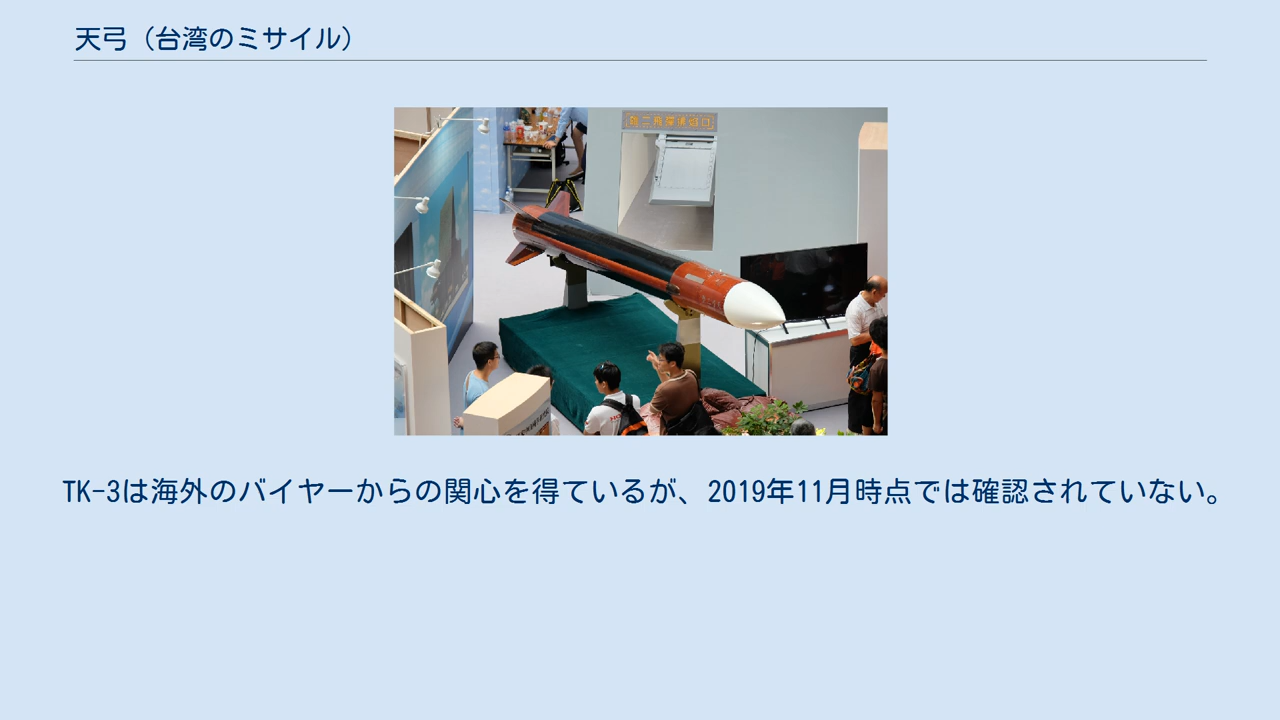 天弓（台湾のミサイル）
TK-3は海外のバイヤーからの関心を得ているが、2019年11月時点では確認されていない。